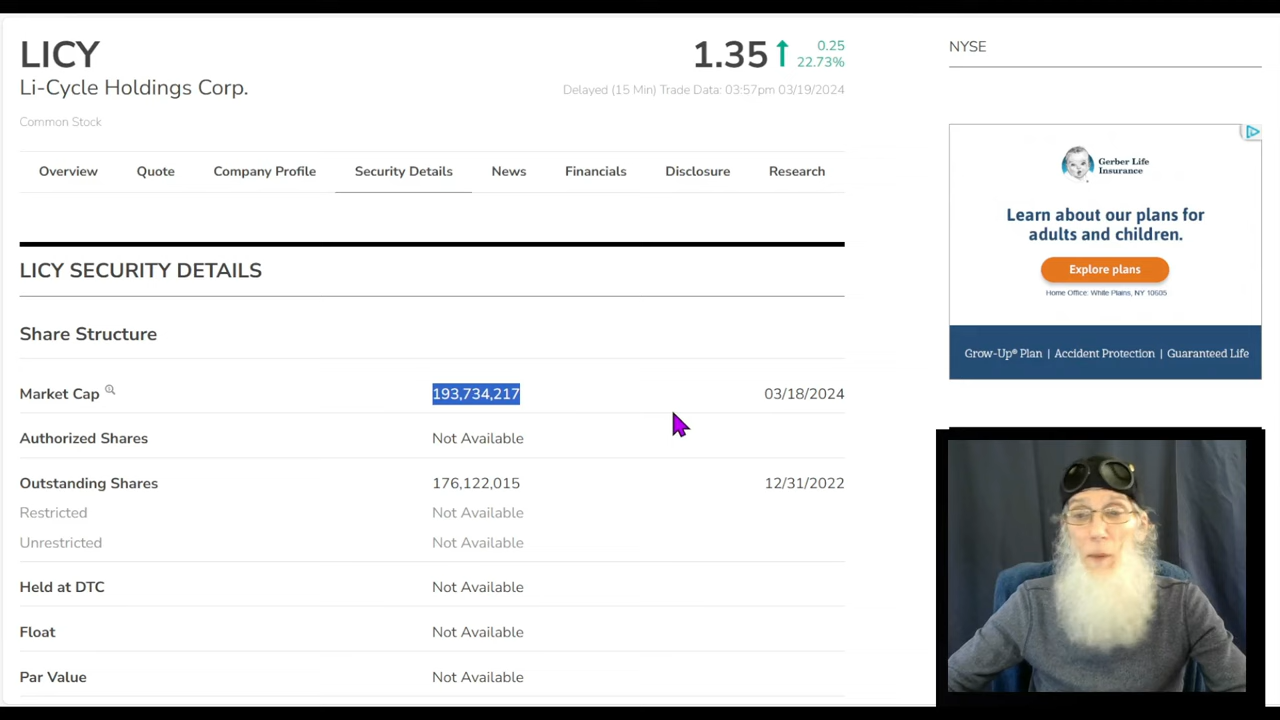 LICY
1.35 0.25
22.73%
Li-Cycle Holdings Corp.
Delayed (15 Min) Trade Data: 03:57pm 03/19/2024
Common Stock
Overview Quote Company Profile Security Details News Financials Disclosure Research
LICY SECURITY DETAILS
Share Structure
Market Cap 193,734,217 03/18/2024
Authorized Shares Not Available
Outstanding Shares 176,122,015 12/31/2022
Restricted Not Available
Unrestricted Not Available
Held at DTC Not Available
Float Not Available
Par Value Not Available
NYSE
Gerber Life
Insurance
Learn about our plans for
adults and children.
Explore plans
Home Office: White Plains, NY 10605
Grow-Up® Plan | Accident Protection | Guaranteed Life